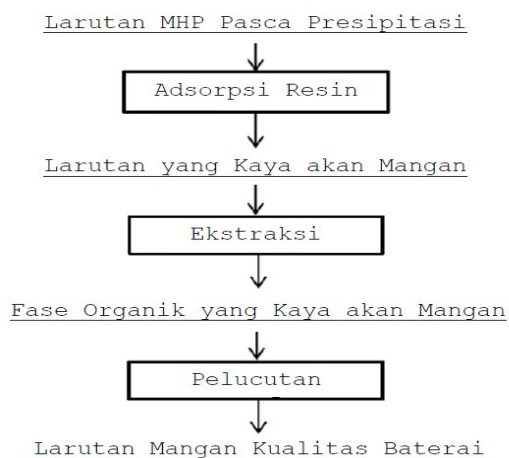 Larutan MHP Pasca Presipitasi
Adsorpsi Resin
Larutan yang Kaya akan Mangan
Ekstraksi
Fase Organik yang Kaya akan Mangan
Pelucutan
Larutan Mangan Kualitas Baterai